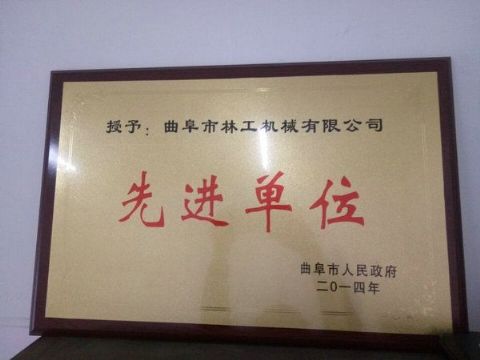 授予：曲阜市林工机械有限公司
先进单位
曲阜市人民政府
二〇一四年